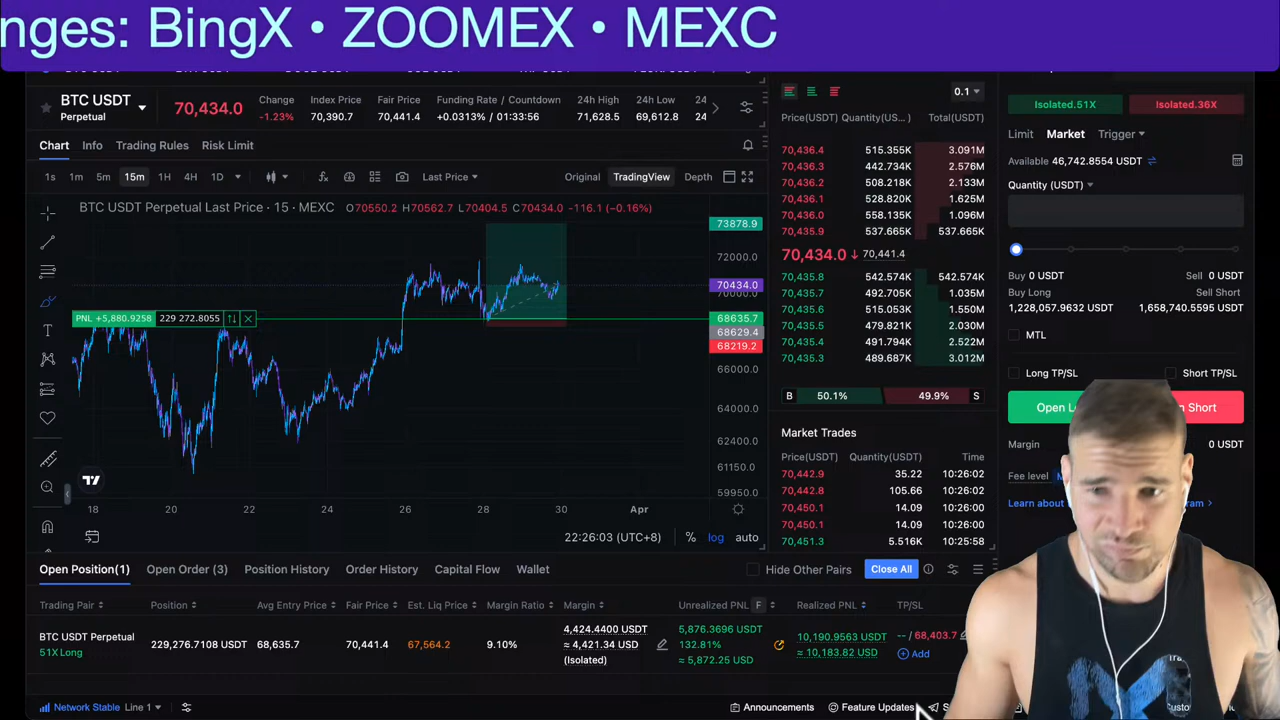 nges: BingX • ZOOMEX • MEXC
BTC USDT
Perpetual
70,434.0
Change
-1.23%
Index Price
70,390.7
Fair Price
70,441.4
Funding Rate / Countdown
+0.0313% / 01:33:56
24h High
71,628.5
24h Low
69,612.8
24
Chart Info Trading Rules Risk Limit
1s 1m 5m 15m 1H 4H 1D Last Price Original TradingView Depth
BTC USDT Perpetual Last Price · 15 · MEXC O70550.2 H70562.7 L70404.5 C70434.0 -116.1 (-0.16%)
73878.9
72000.0
70434.0
70000.0
68635.7
68629.4
68219.2
66000.0
64000.0
62400.0
61150.0
59950.0
PNL +5,880.9258 229 272.8055
18 20 22 24 26 28 30 Apr
22:26:03 (UTC+8) % log auto
0.1
Price(USDT) Quantity(US... Total(USDT)
70,436.4 515.355K 3.091M
70,436.3 442.734K 2.576M
70,436.2 508.218K 2.133M
70,436.1 528.820K 1.625M
70,436.0 558.135K 1.096M
70,435.9 537.665K 537.665K
70,434.0 70,441.4
70,435.8 542.574K 542.574K
70,435.7 492.705K 1.035M
70,435.6 515.445K 1.551M
70,435.5 479.821K 2.030M
70,435.4 491.794K 2.522M
70,435.3 489.687K 3.012M
B 50.1% 49.9% S
Market Trades
Price(USDT) Quantity(USDT) Time
70,442.9 35.22 10:26:02
70,442.8 105.66 10:26:02
70,450.1 14.09 10:26:00
70,450.1 14.09 10:26:00
70,451.3 5.516K 10:25:58
Isolated.51X Isolated.36X
Limit Market Trigger
Available 46,742.8554 USDT
Quantity (USDT)
Buy 0 USDT Sell 0 USDT
Buy Long Sell Short
1,228,057.9632 USDT 1,658,740.5595 USDT
MTL
Long TP/SL Short TP/SL
Open L n Short
Margin 0 USDT
Fee level
Learn about ram
Open Position(1) Open Order (3) Position History Order History Capital Flow Wallet Hide Other Pairs Close All
Trading Pair Position Avg Entry Price Fair Price Est. Liq Price Margin Ratio Margin Unrealized PNL F Realized PNL TP/SL
BTC USDT Perpetual
51X Long
229,276.7108 USDT 68,635.7 70,441.4 67,564.2 9.10%
4,424.4400 USDT
≈ 4,421.34 USD
(Isolated)
5,876.3696 USDT
132.81%
≈ 5,872.25 USD
10,190.9563 USDT
≈ 10,183.82 USD
-- / 68,403.7
Add
Network Stable Line 1 Announcements Feature Updates